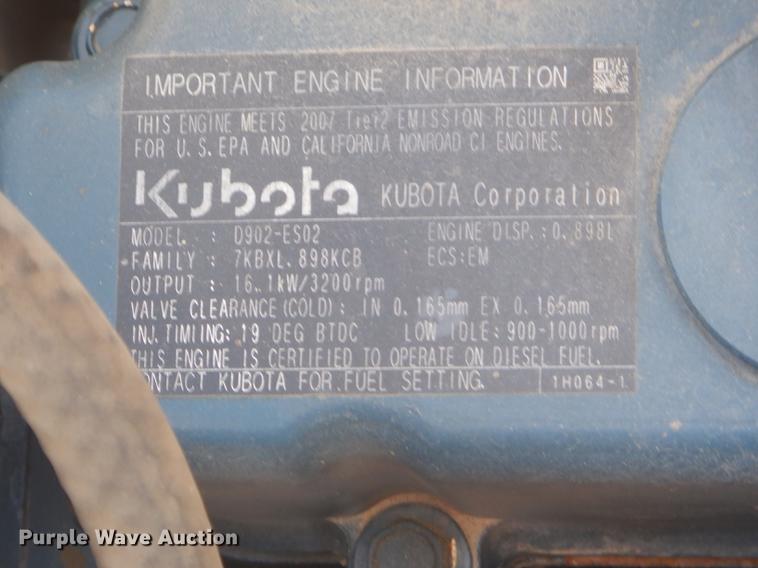 IMPORTANT ENGINE INFORMATION
THIS ENGINE MEETS 2007 Tier2 EMISSION REGULATIONS
FOR U.S. EPA AND CALIFORNIA NONROAD CI ENGINES.
Kubota KUBOTA Corporation
MODEL : D902-ES02 ENGINE DISP.: 0.898L
FAMILY : 7KBXL.898KCB ECS:EM
OUTPUT : 16.1kW/3200rpm
VALVE CLEARANCE(COLD): IN 0.165mm EX 0.165mm
INJ.TIMING: 19 DEG BTDC LOW IDLE: 900-1000rpm
THIS ENGINE IS CERTIFIED TO OPERATE ON DIESEL FUEL.
CONTACT KUBOTA FOR FUEL SETTING. 1H064-1
Purple Wave Auction®